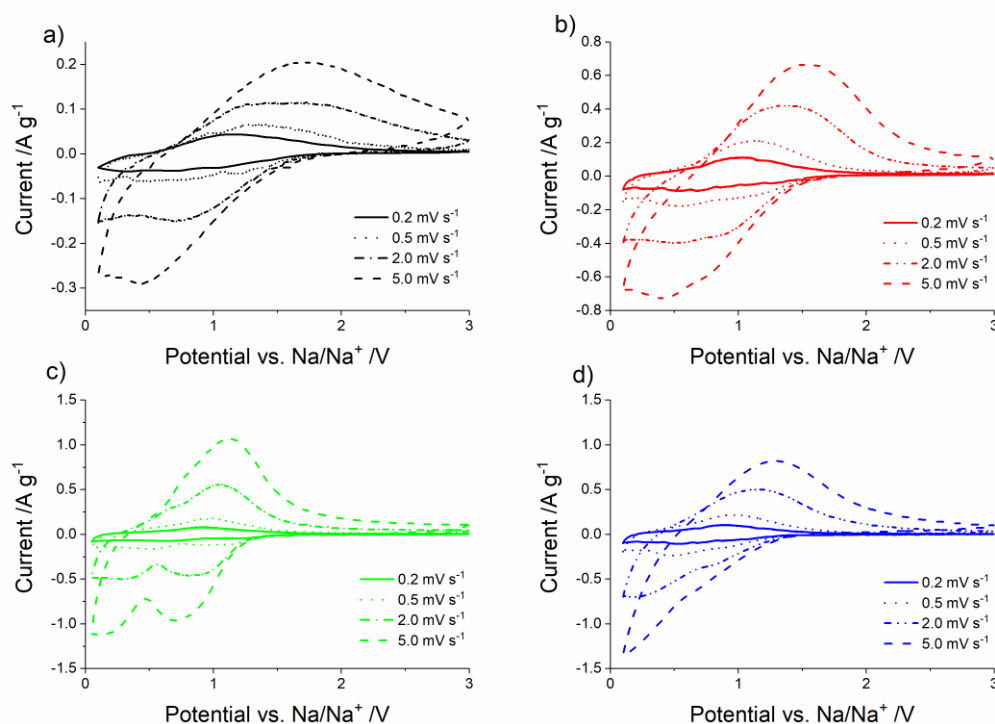 a)
0.2
0.1
0.0
-0.1
-0.2
-0.3
Current /A g⁻¹
0.2 mV s⁻¹
0.5 mV s⁻¹
2.0 mV s⁻¹
5.0 mV s⁻¹
0 1 2 3
Potential vs. Na/Na⁺ /V
b)
0.8
0.6
0.4
0.2
0.0
-0.2
-0.4
-0.6
-0.8
Current /A g⁻¹
0.2 mV s⁻¹
0.5 mV s⁻¹
2.0 mV s⁻¹
5.0 mV s⁻¹
0 1 2 3
Potential vs. Na/Na⁺ /V
c)
1.5
1.0
0.5
0.0
-0.5
-1.0
-1.5
Current /A g⁻¹
0.2 mV s⁻¹
0.5 mV s⁻¹
2.0 mV s⁻¹
5.0 mV s⁻¹
0 1 2 3
Potential vs. Na/Na⁺ /V
d)
1.5
1.0
0.5
0.0
-0.5
-1.0
-1.5
Current /A g⁻¹
0.2 mV s⁻¹
0.5 mV s⁻¹
2.0 mV s⁻¹
5.0 mV s⁻¹
0 1 2 3
Potential vs. Na/Na⁺ /V